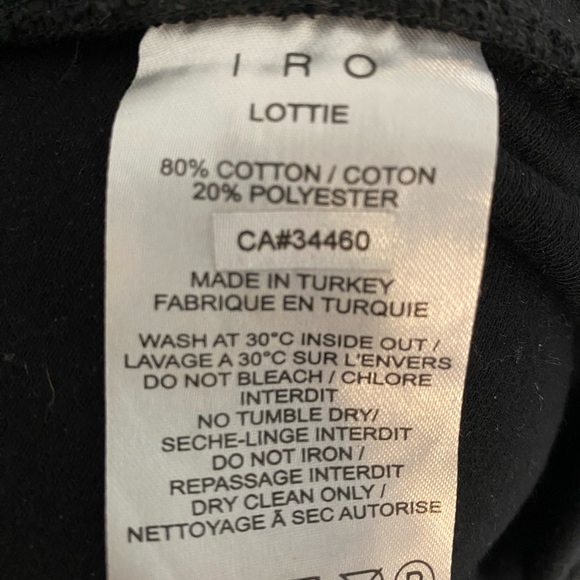 IRO
LOTTIE
80% COTTON / COTON
20% POLYESTER
CA#34460
MADE IN TURKEY
FABRIQUE EN TURQUIE
WASH AT 30°C INSIDE OUT /
LAVAGE A 30°C SUR L'ENVERS
DO NOT BLEACH / CHLORE
INTERDIT
NO TUMBLE DRY/
SECHE-LINGE INTERDIT
DO NOT IRON /
REPASSAGE INTERDIT
DRY CLEAN ONLY /
NETTOYAGE Ā SEC AUTORISE